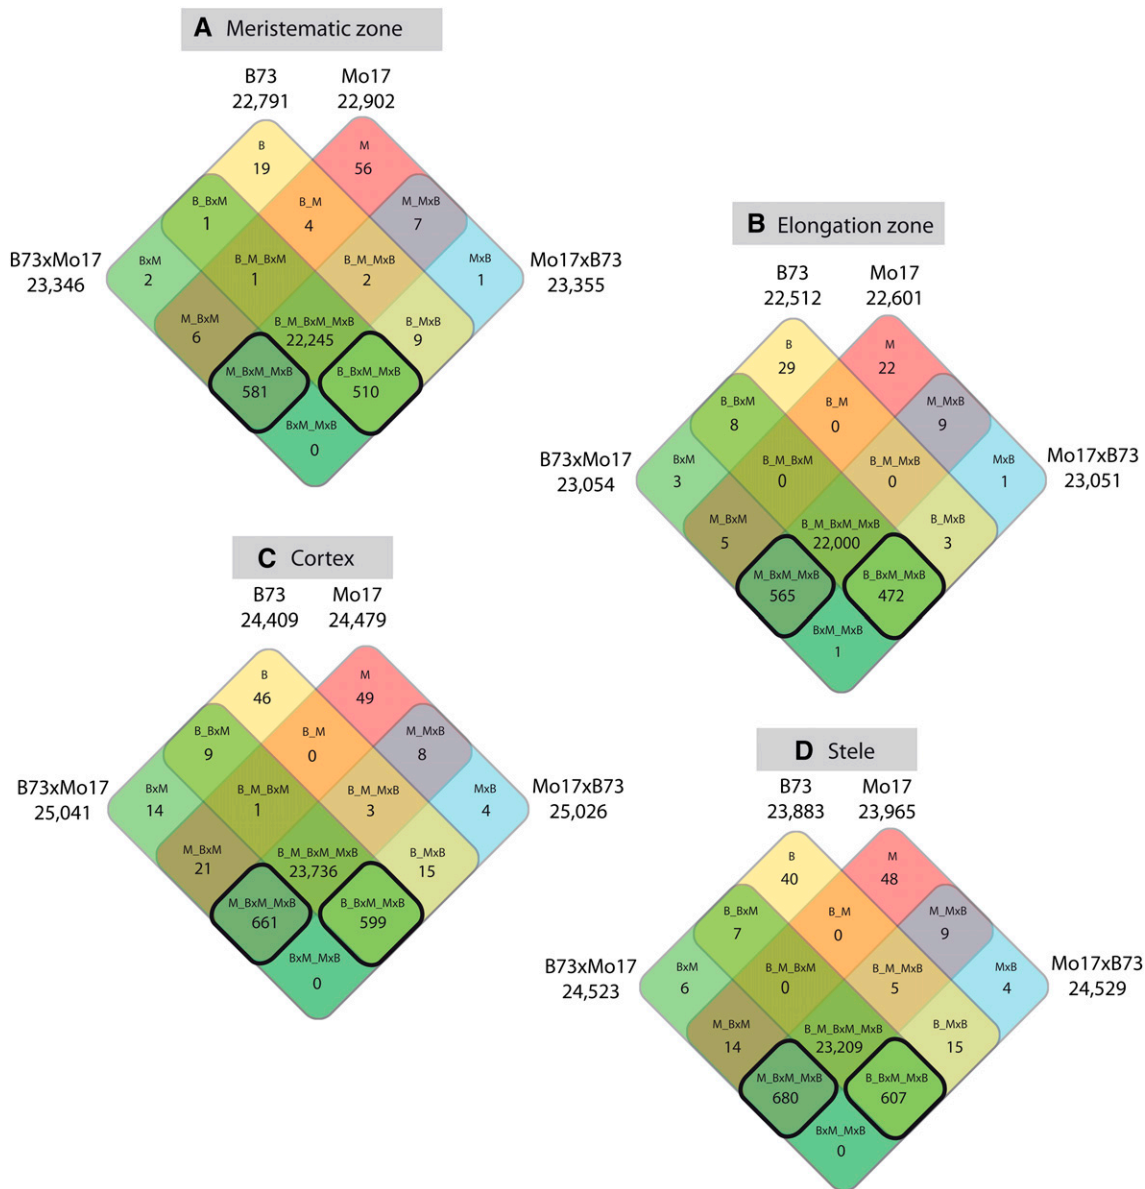 A Meristematic zone
B73
22,791
Mo17
22,902
B73xMo17
23,346
Mo17xB73
23,355
B
19
M
56
B_BxM
1
B_M
4
M_MxB
7
BxM
2
B_M_BxM
1
B_M_MxB
2
MxB
1
M_BxM
6
B_M_BxM_MxB
22,245
B_MxB
9
M_BxM_MxB
581
B_BxM_MxB
510
BxM_MxB
0
B Elongation zone
B73
22,512
Mo17
22,601
B73xMo17
23,054
Mo17xB73
23,051
B
29
M
22
B_BxM
8
B_M
0
M_MxB
9
BxM
3
B_M_BxM
0
B_M_MxB
0
MxB
1
M_BxM
5
B_M_BxM_MxB
22,000
B_MxB
3
M_BxM_MxB
565
B_BxM_MxB
472
BxM_MxB
1
C Cortex
B73
24,409
Mo17
24,479
B73xMo17
25,041
Mo17xB73
25,026
B
46
M
49
B_BxM
9
B_M
0
M_MxB
8
BxM
14
B_M_BxM
1
B_M_MxB
3
MxB
4
M_BxM
21
B_M_BxM_MxB
23,736
B_MxB
15
M_BxM_MxB
661
B_BxM_MxB
599
BxM_MxB
0
D Stele
B73
23,883
Mo17
23,965
B73xMo17
24,523
Mo17xB73
24,529
B
40
M
48
B_BxM
7
B_M
0
M_MxB
9
BxM
6
B_M_BxM
0
B_M_MxB
5
MxB
4
M_BxM
14
B_M_BxM_MxB
23,209
B_MxB
15
M_BxM_MxB
680
B_BxM_MxB
607
BxM_MxB
0